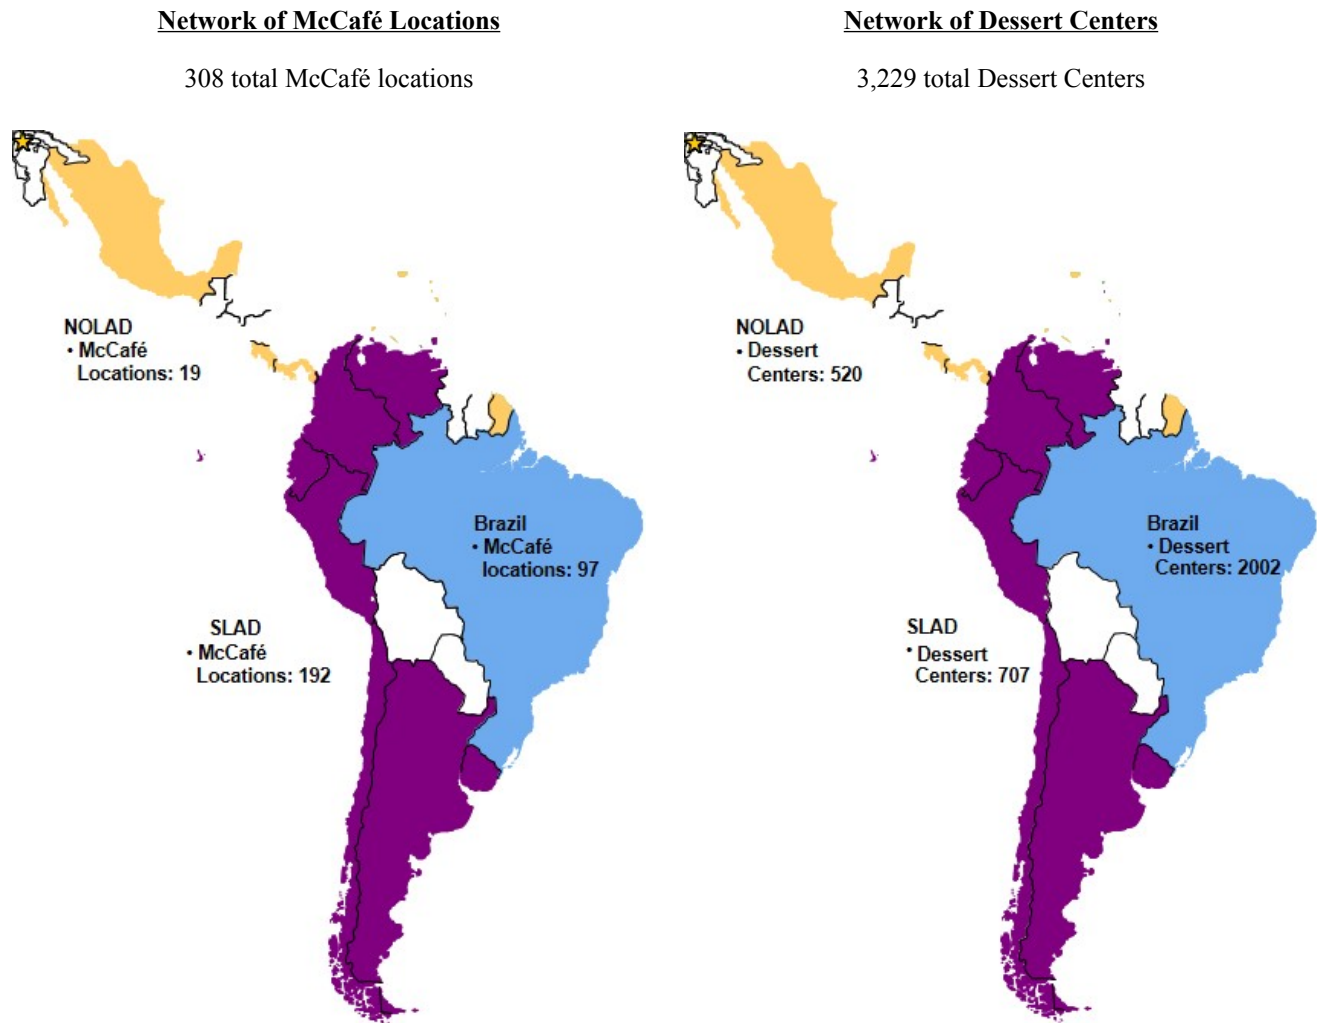 Network of McCafé Locations
308 total McCafé locations
NOLAD
• McCafé
Locations: 19
Brazil
• McCafé
locations: 97
SLAD
• McCafé
Locations: 192
Network of Dessert Centers
3,229 total Dessert Centers
NOLAD
• Dessert
Centers: 520
Brazil
• Dessert
Centers: 2002
SLAD
• Dessert
Centers: 707